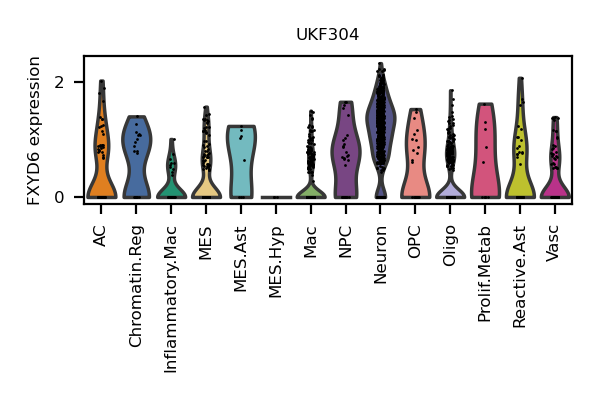 UKF304
FXYD6 expression
2
0
AC
Chromatin.Reg
Inflammatory.Mac
MES
MES.Ast
MES.Hyp
Mac
NPC
Neuron
OPC
Oligo
Prolif.Metab
Reactive.Ast
Vasc